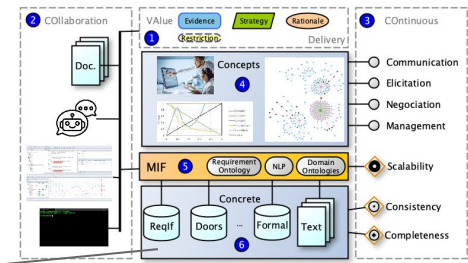 2 COllaboration
VAlue
Evidence
Strategy
Rationale
1
Restriction
Delivery
3 COntinuous
Doc.
Concepts
4
Communication
Elicitation
Negociation
Management
MIF
5
Requirement
Ontology
NLP
Domain
Ontologies
Scalability
Concrete
ReqIf
Doors
...
Formal
Text
6
Consistency
Completeness